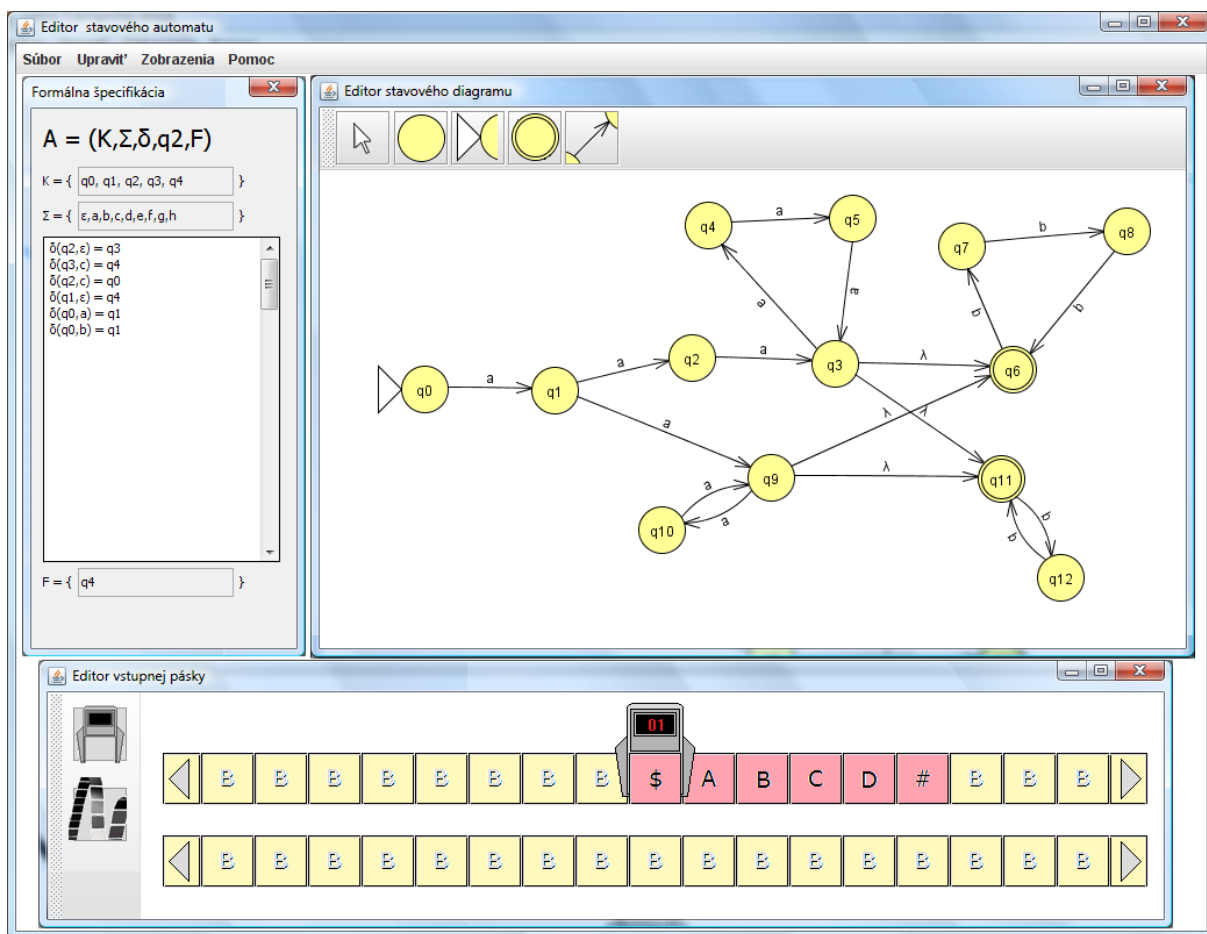 Editor stavového automatu
Súbor Upraviť Zobrazenia Pomoc
Formálna špecifikácia
A = (K,Σ,δ,q2,F)
K = { q0, q1, q2, q3, q4 }
Σ = { ε,a,b,c,d,e,f,g,h }
δ(q2,ε) = q3
δ(q3,c) = q4
δ(q2,c) = q0
δ(q1,ε) = q4
δ(q0,a) = q1
δ(q0,b) = q1
F = { q4 }
Editor stavového diagramu
q4 a q5
q7 b q8
a a b b
q0 a q1 a q2 a q3 λ q6
a λ λ
q9 λ q11
a a q10
b b q12
Editor vstupnej pásky
01
B B B B B B B B $ A B C D # B B B
B B B B B B B B B B B B B B B B B